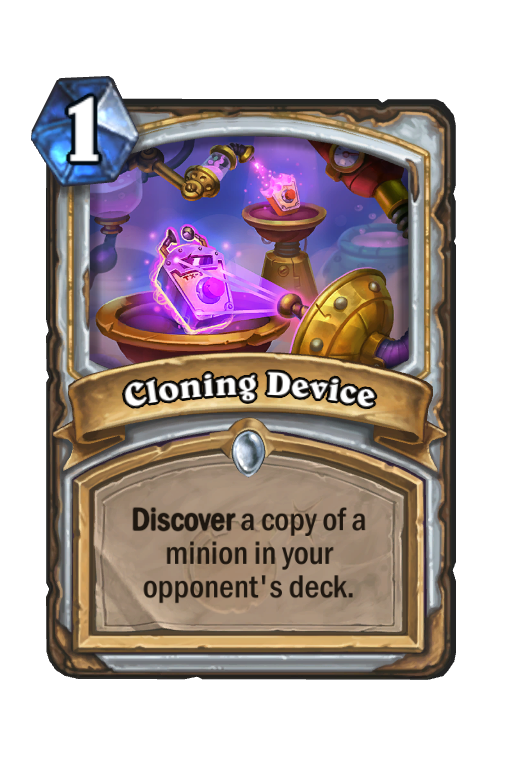 1
Cloning Device
Discover a copy of a
minion in your
opponent's deck.